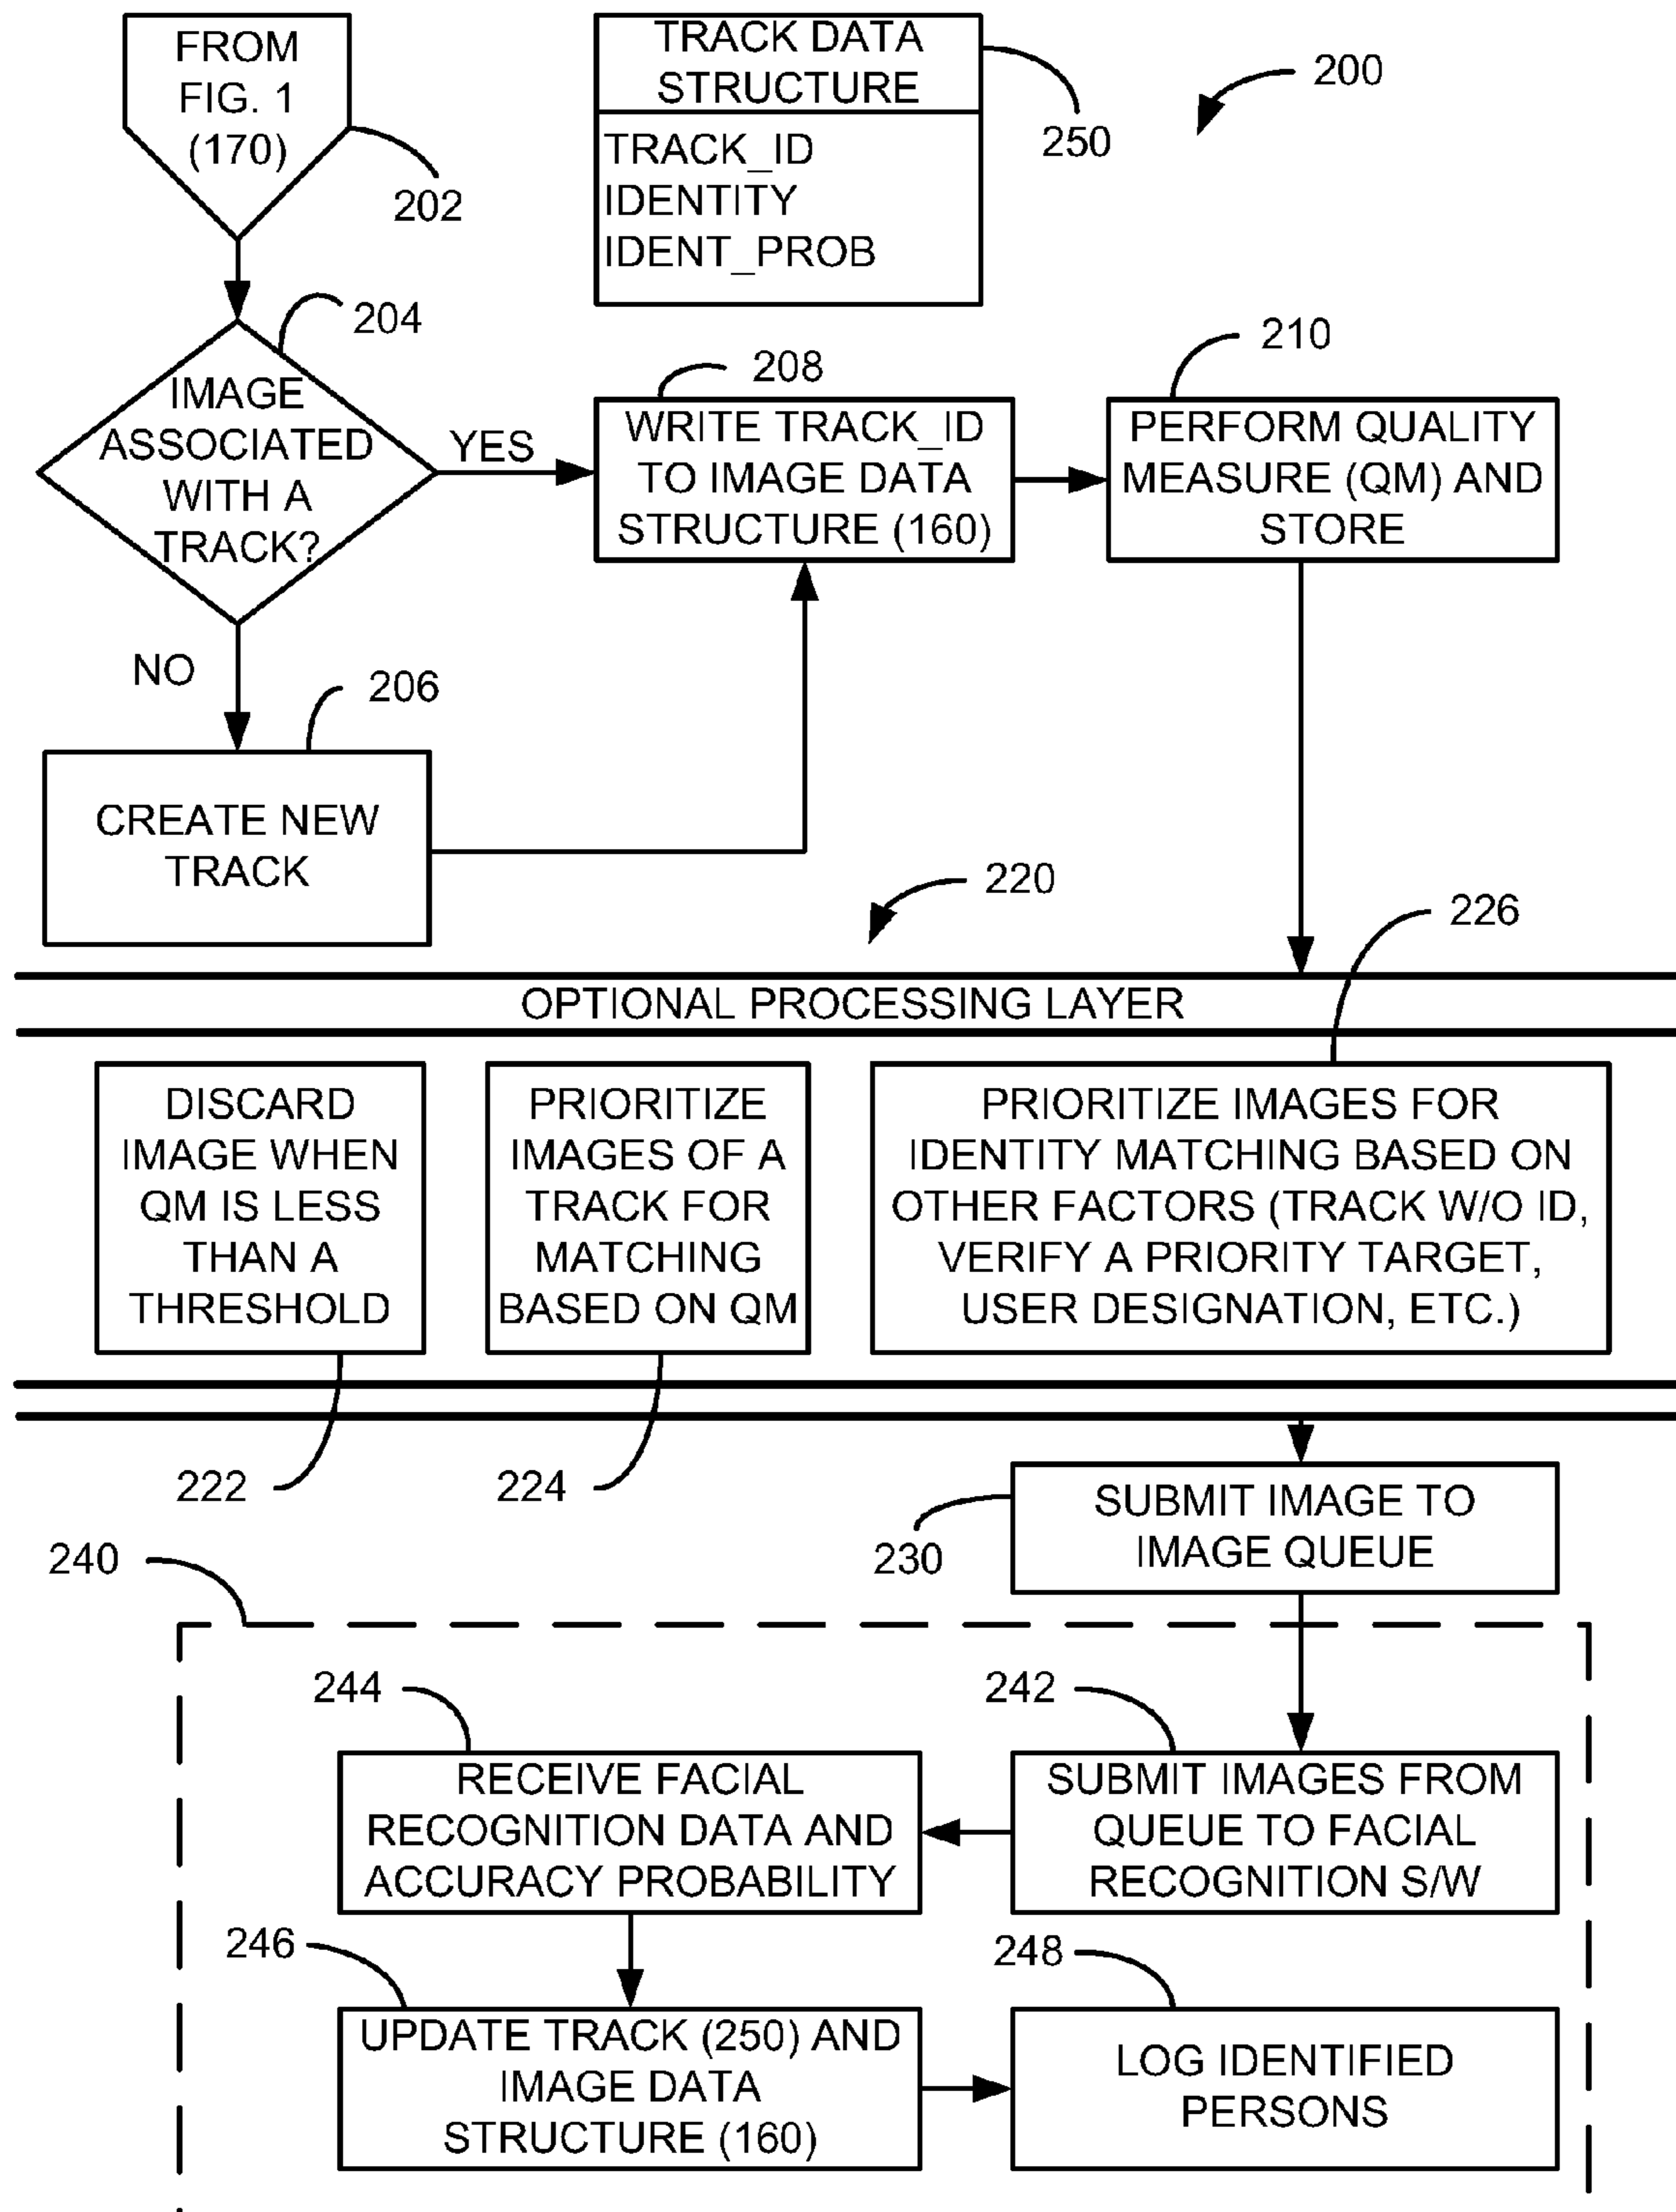 FROM
FIG. 1
(170)
202
TRACK DATA
STRUCTURE
TRACK_ID
IDENTITY
IDENT_PROB
250
200
204
IMAGE
ASSOCIATED
WITH A
TRACK?
YES
NO
208
WRITE TRACK_ID
TO IMAGE DATA
STRUCTURE (160)
210
PERFORM QUALITY
MEASURE (QM) AND
STORE
206
CREATE NEW
TRACK
220
226
OPTIONAL PROCESSING LAYER
DISCARD
IMAGE WHEN
QM IS LESS
THAN A
THRESHOLD
PRIORITIZE
IMAGES OF A
TRACK FOR
MATCHING
BASED ON QM
PRIORITIZE IMAGES FOR
IDENTITY MATCHING BASED ON
OTHER FACTORS (TRACK W/O ID,
VERIFY A PRIORITY TARGET,
USER DESIGNATION, ETC.)
222
224
230
SUBMIT IMAGE TO
IMAGE QUEUE
240
244
242
RECEIVE FACIAL
RECOGNITION DATA AND
ACCURACY PROBABILITY
SUBMIT IMAGES FROM
QUEUE TO FACIAL
RECOGNITION S/W
246
248
UPDATE TRACK (250) AND
IMAGE DATA
STRUCTURE (160)
LOG IDENTIFIED
PERSONS